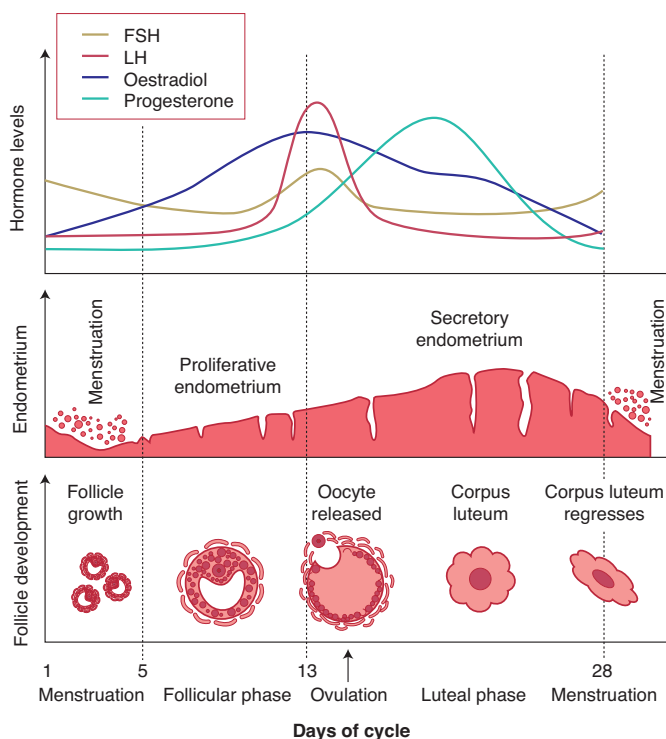 FSH
LH
Oestradiol
Progesterone
Hormone levels
Endometrium
Menstruation
Proliferative
endometrium
Secretory
endometrium
Menstruation
Follicle development
Follicle
growth
Oocyte
released
Corpus
luteum
Corpus luteum
regresses
1 5 13 28
Menstruation Follicular phase Ovulation Luteal phase Menstruation
Days of cycle